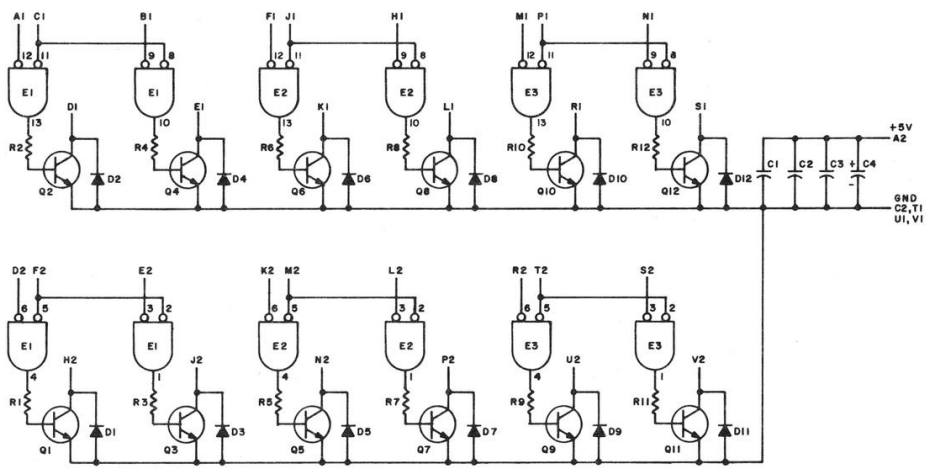 A1 C1 B1 F1 J1 H1 M1 P1 N1
12 11 9 8 12 11 9 8 12 11 9 8
E1 E1 E2 E2 E3 E3
13 D1 10 E1 13 K1 10 L1 13 R1 10 S1
+5V
A2
R2 R4 R6 R8 R10 R12
C1 C2 C3 + C4
-
Q2 D2 Q4 D4 Q6 D6 Q8 D8 Q10 D10 Q12 D12
GND
C2,T1
U1,V1
D2 F2 E2 K2 M2 L2 R2 T2 S2
6 5 3 2 6 5 3 2 6 5 3 2
E1 E1 E2 E2 E3 E3
4 H2 1 J2 4 N2 1 P2 4 U2 1 V2
R1 R3 R5 R7 R9 R11
Q1 D1 Q3 D3 Q5 D5 Q7 D7 Q9 D9 Q11 D11